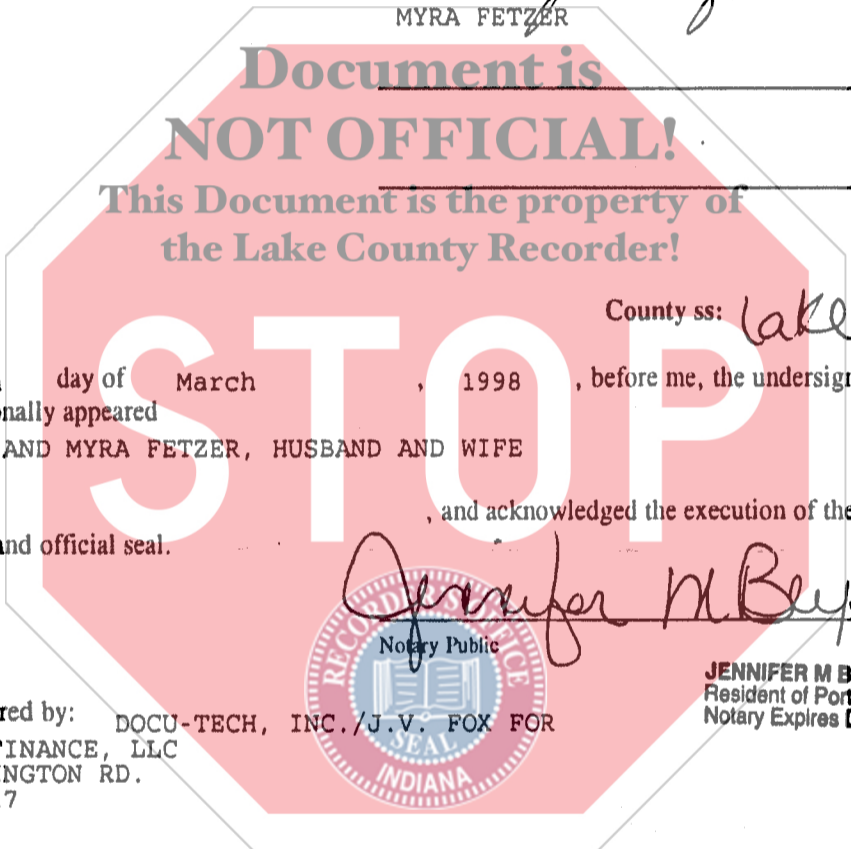 MYRA FETZER
Document is
NOT OFFICIAL!
This Document is the property of
the Lake County Recorder!
STOP
County ss: Lake
day of March , 1998 , before me, the undersign
nally appeared
AND MYRA FETZER, HUSBAND AND WIFE
, and acknowledged the execution of the
nd official seal.
Jennifer M
Notary Public
RECORDER'S OFFICE
SEAL
INDIANA
JENNIFER M B
Resident of Port
Notary Expires D
red by: DOCU-TECH, INC./J.V. FOX FOR
FINANCE, LLC
NGTON RD.
7